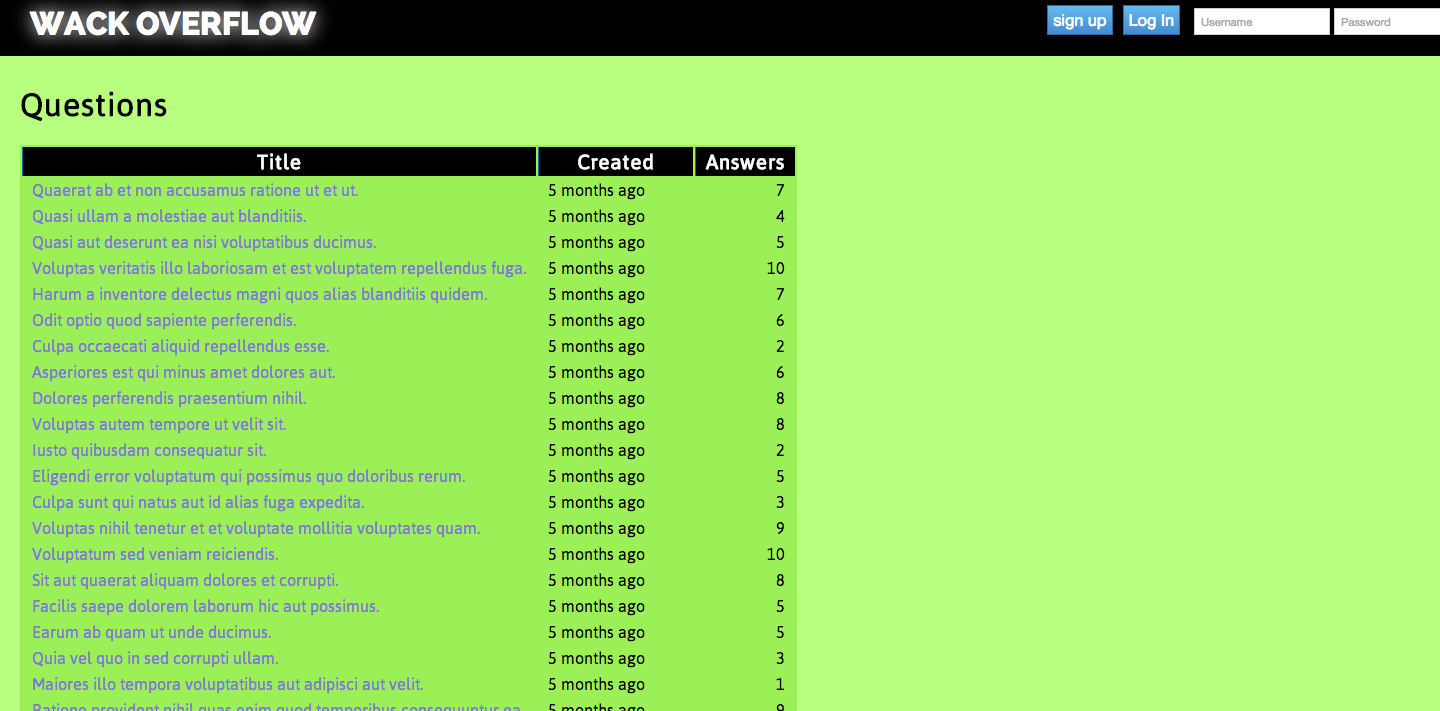 WACK OVERFLOW sign up Log In Username Password
Questions
Title Created Answers
Quaerat ab et non accusamus ratione ut et ut. 5 months ago 7
Quasi ullam a molestiae aut blanditiis. 5 months ago 4
Quasi aut deserunt ea nisi voluptatibus ducimus. 5 months ago 5
Voluptas veritatis illo laboriosam et est voluptatem repellendus fuga. 5 months ago 10
Harum a inventore delectus magni quos alias blanditiis quidem. 5 months ago 7
Odit optio quod sapiente perferendis. 5 months ago 6
Culpa occaecati aliquid repellendus esse. 5 months ago 2
Asperiores est qui minus amet dolores aut. 5 months ago 6
Dolores perferendis praesentium nihil. 5 months ago 8
Voluptas autem tempore ut velit sit. 5 months ago 8
Iusto quibusdam consequatur sit. 5 months ago 2
Eligendi error voluptatum qui possimus quo doloribus rerum. 5 months ago 5
Culpa sunt qui natus aut id alias fuga expedita. 5 months ago 3
Voluptas nihil tenetur et et voluptate mollitia voluptates quam. 5 months ago 9
Voluptatum sed veniam reiciendis. 5 months ago 10
Sit aut quaerat aliquam dolores et corrupti. 5 months ago 8
Facilis saepe dolorem laborum hic aut possimus. 5 months ago 5
Earum ab quam ut unde ducimus. 5 months ago 5
Quia vel quo in sed corrupti ullam. 5 months ago 3
Maiores illo tempora voluptatibus aut adipisci aut velit. 5 months ago 1
Ratione provident nihil quas enim quod temporibus consequuntur ea. 5 months ago 9